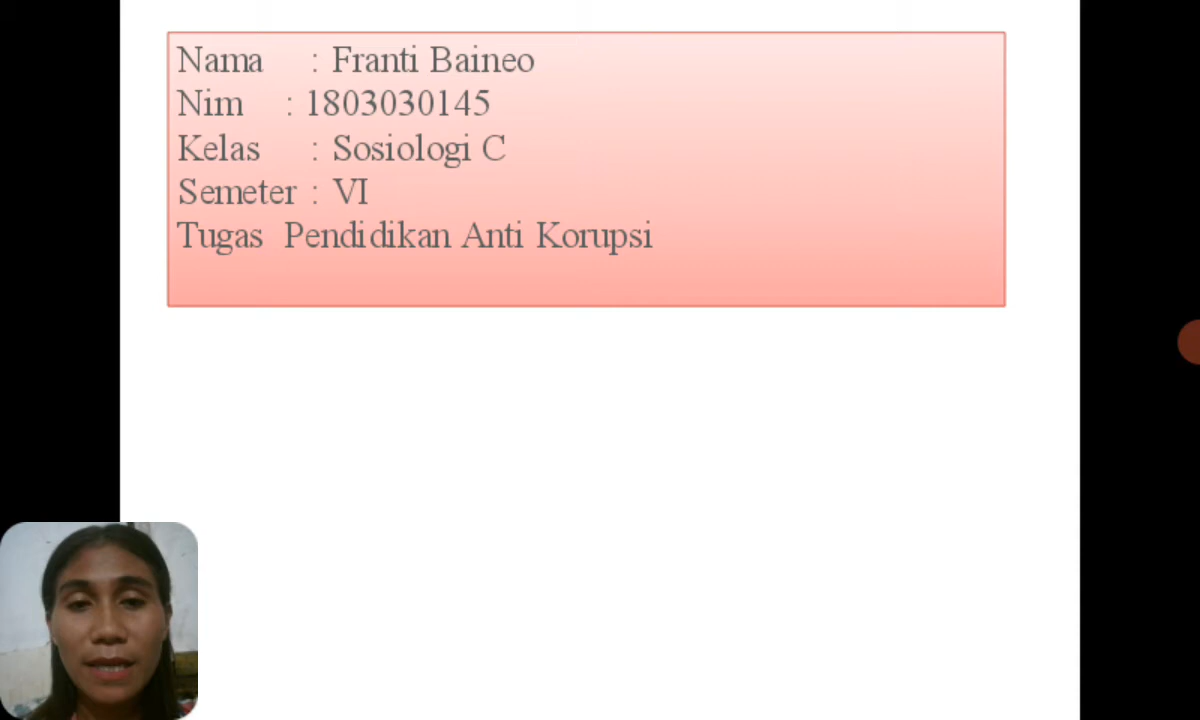 Nama : Franti Baineo
Nim : 1803030145
Kelas : Sosiologi C
Semeter : VI
Tugas Pendidikan Anti Korupsi